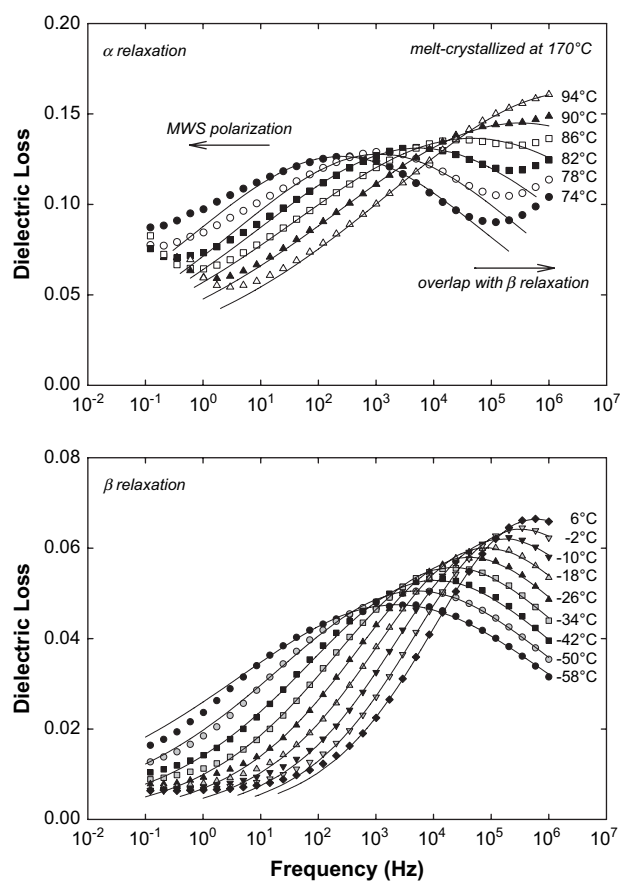 0.20
α relaxation
melt-crystallized at 170°C
94°C
0.15
90°C
MWS polarization
86°C
82°C
78°C
0.10
74°C
Dielectric Loss
0.05
overlap with β relaxation
0.00
10-2 10-1 100 101 102 103 104 105 106 107
0.08
β relaxation
6°C
-2°C
0.06
-10°C
-18°C
-26°C
-34°C
0.04
-42°C
-50°C
-58°C
Dielectric Loss
0.02
0.00
10-2 10-1 100 101 102 103 104 105 106 107
Frequency (Hz)